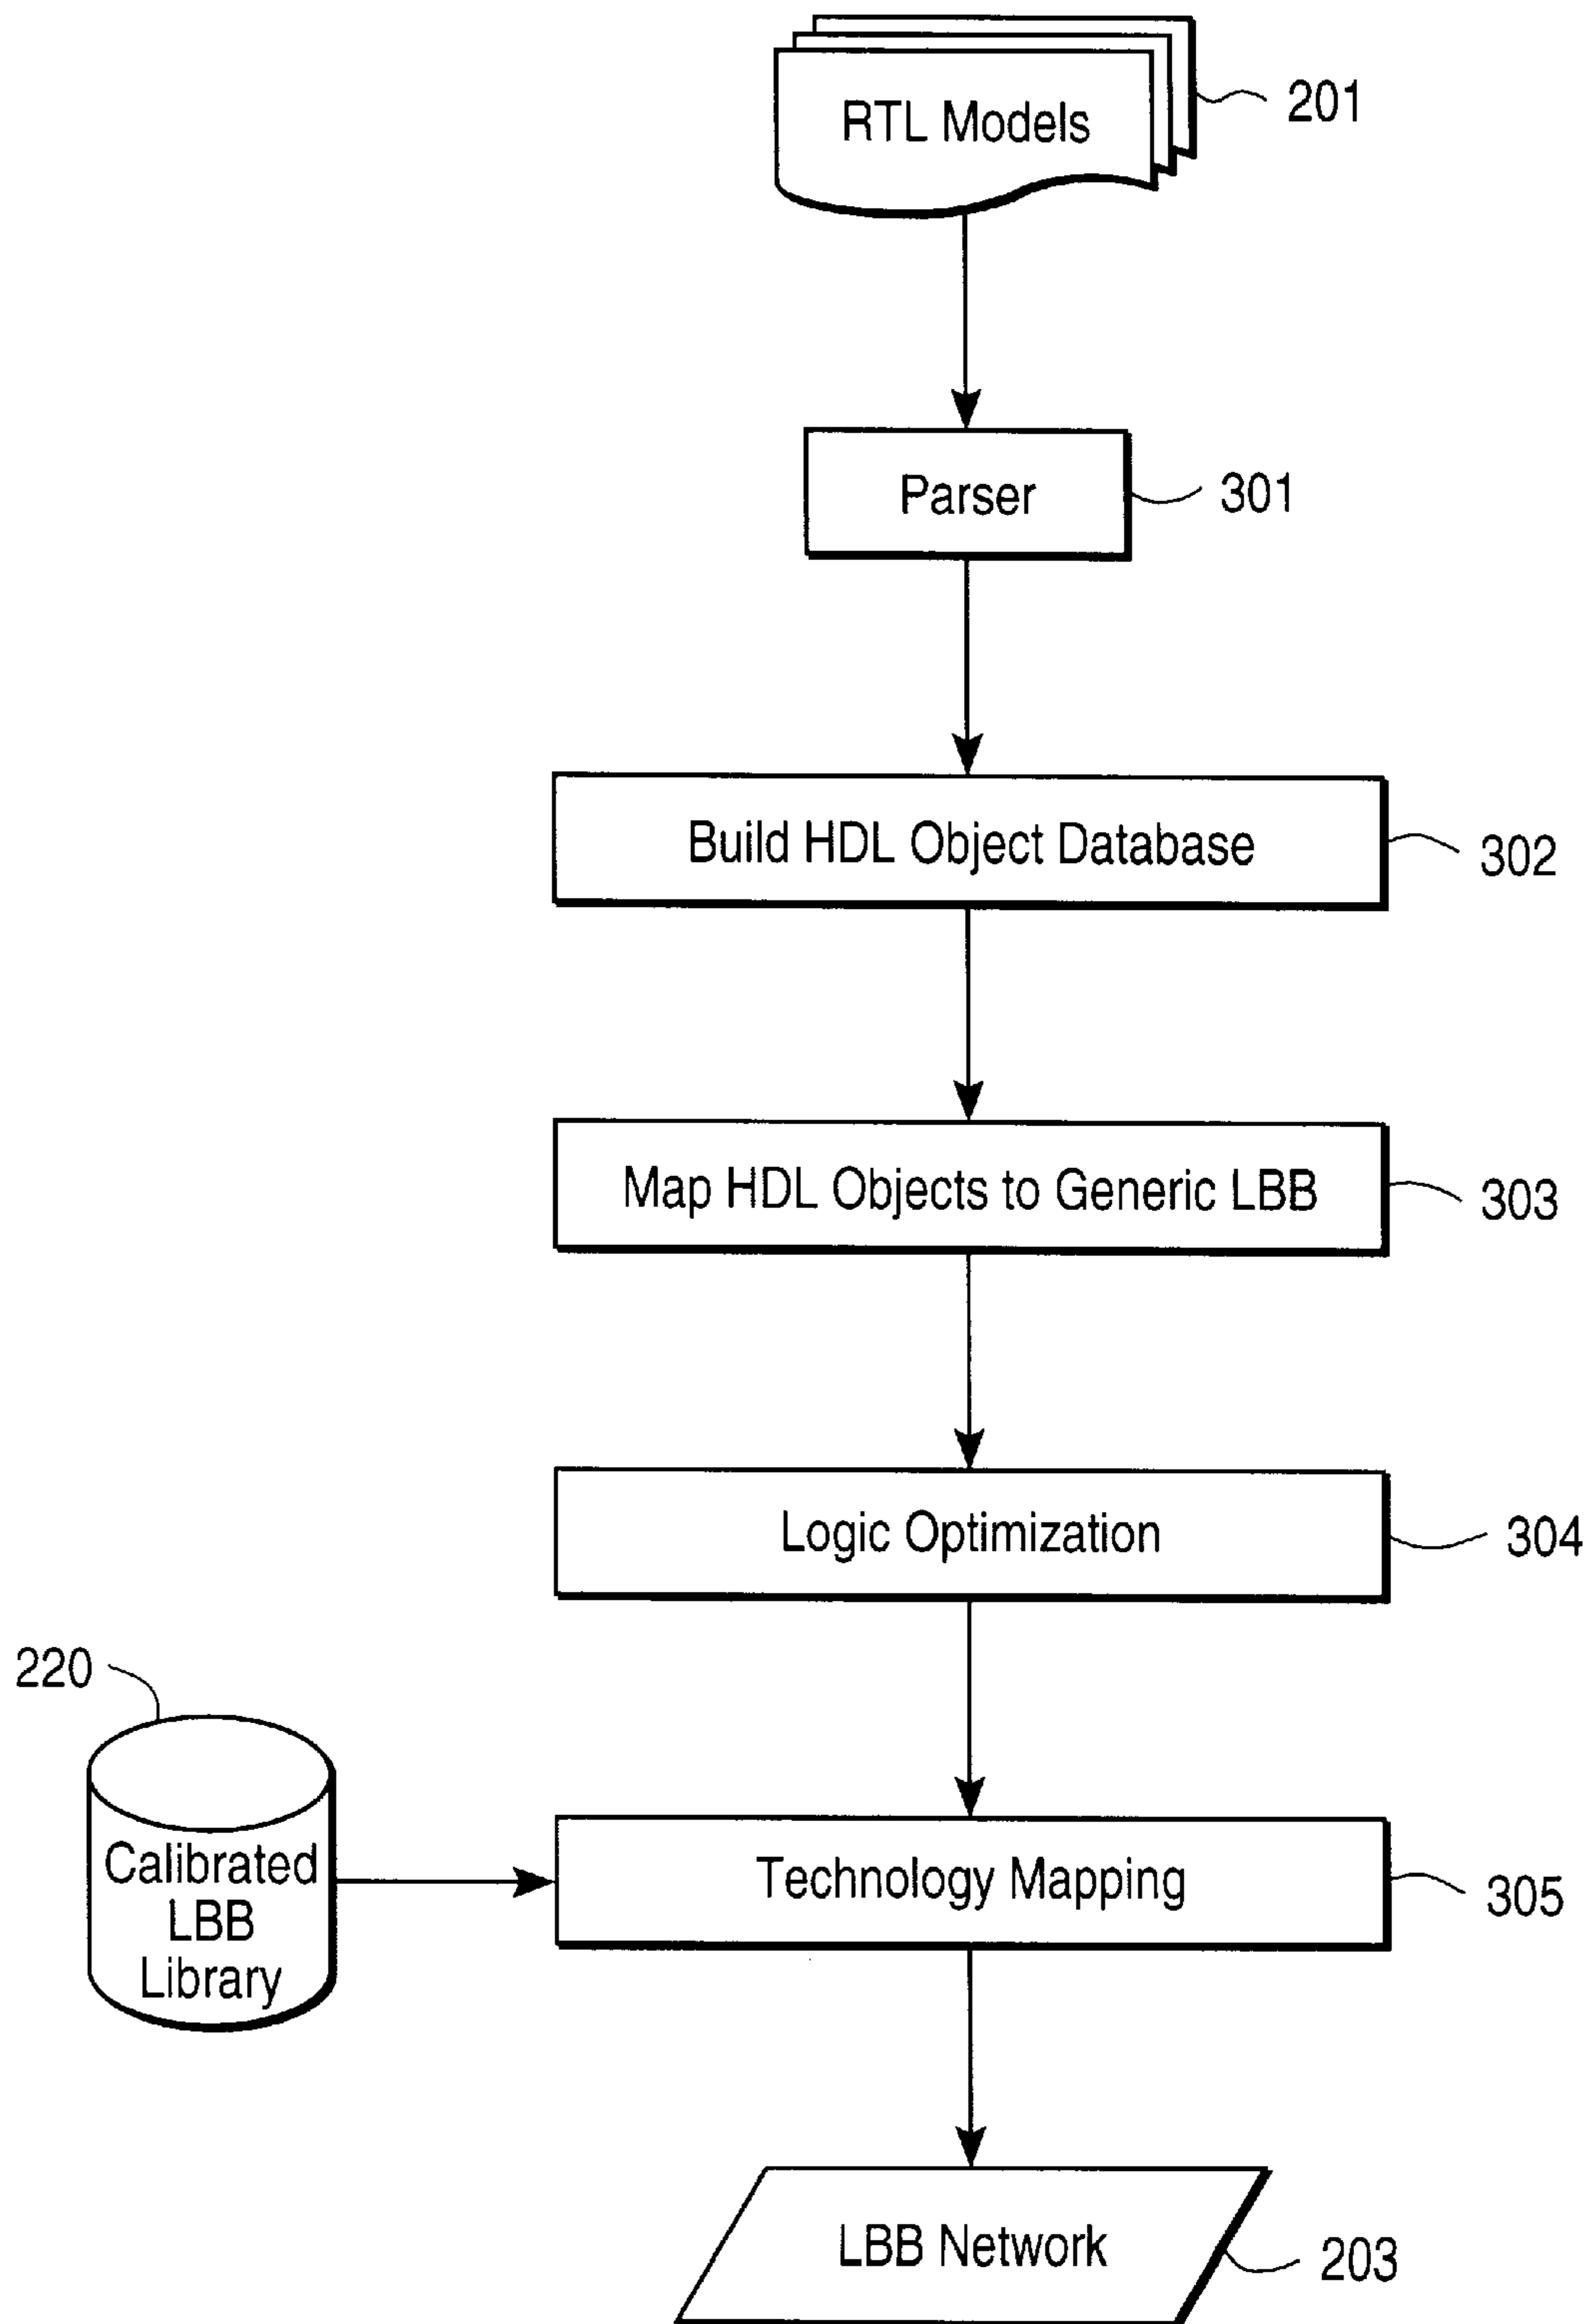 RTL Models
201
Parser
301
Build HDL Object Database
302
Map HDL Objects to Generic LBB
303
Logic Optimization
304
220
Calibrated
LBB
Library
Technology Mapping
305
LBB Network
203